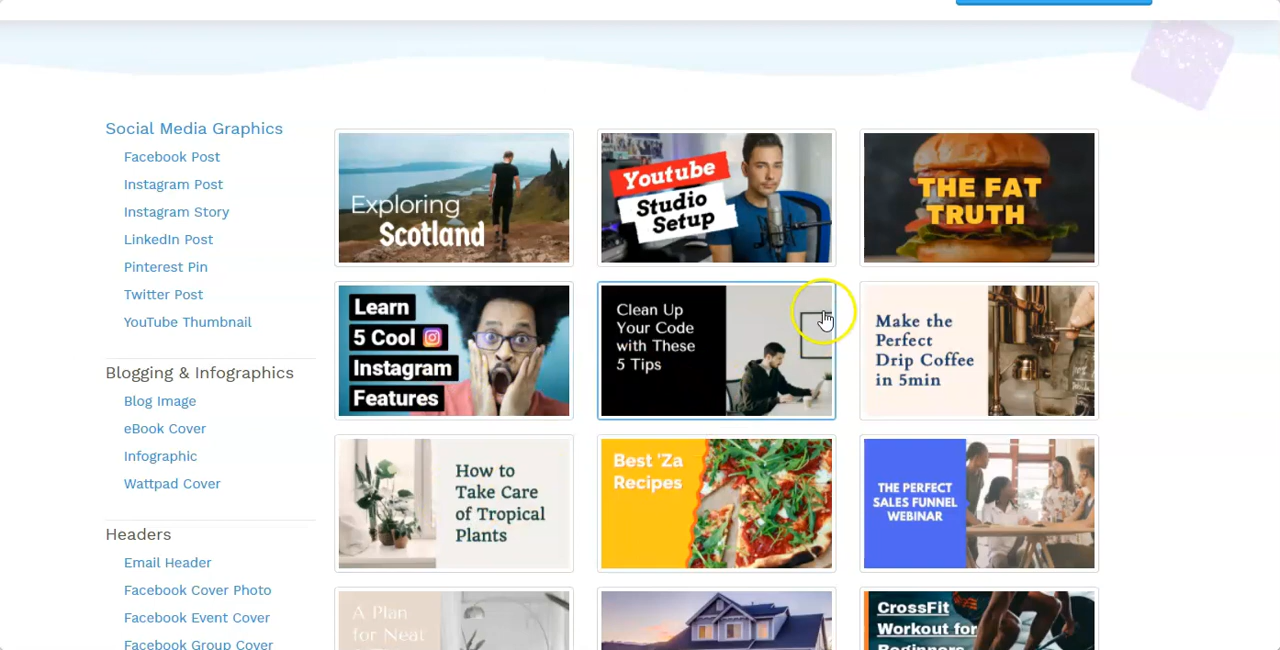 Social Media Graphics
Facebook Post
Instagram Post
Instagram Story
LinkedIn Post
Pinterest Pin
Twitter Post
YouTube Thumbnail
Blogging & Infographics
Blog Image
eBook Cover
Infographic
Wattpad Cover
Headers
Email Header
Facebook Cover Photo
Facebook Event Cover
Facebook Group Cover
Exploring
Scotland
Youtube
Studio
Setup
THE FAT
TRUTH
Learn
5 Cool
Instagram
Features
Clean Up
Your Code
with These
5 Tips
Make the
Perfect
Drip Coffee
in 5min
How to
Take Care
of Tropical
Plants
Best 'Za
Recipes
THE PERFECT
SALES FUNNEL
WEBINAR
A Plan
for Neat
CrossFit
Workout for
Beginners